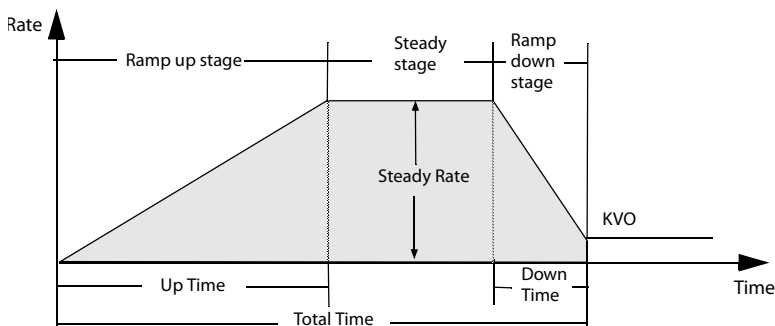 Rate
Ramp up stage
Steady
stage
Ramp
down
stage
Steady Rate
KVO
Up Time
Down
Time
Time
Total Time